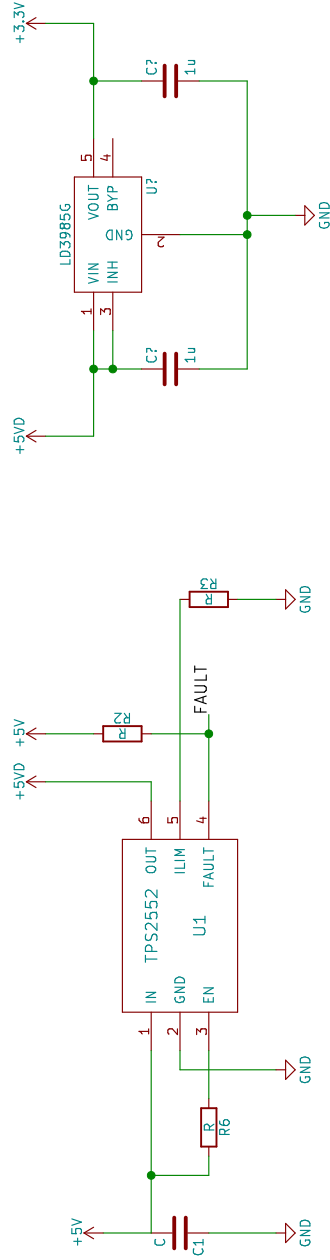 +5V
C
C1
GND
R
R6
1
IN
2
GND
3
EN
TPS2552
U1
6
OUT
5
ILIM
4
FAULT
GND
+5VD
+5V
R2
R
FAULT
R3
R
GND
+5VD
C?
1u
LD3985G
1
VIN
3
INH
GND
2
5
VOUT
4
BYP
U?
+3.3V
C?
1u
GND